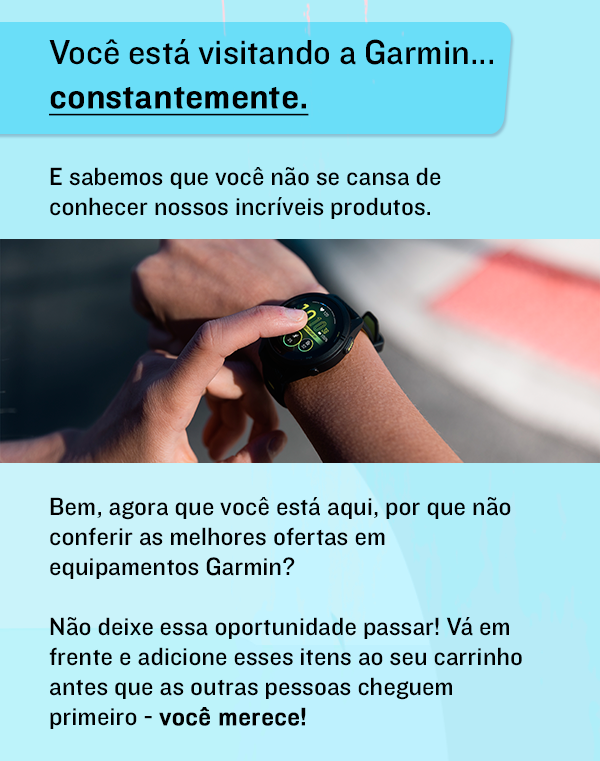 Você está visitando a Garmin...
constantemente.
E sabemos que você não se cansa de
conhecer nossos incríveis produtos.
Bem, agora que você está aqui, por que não
conferir as melhores ofertas em
equipamentos Garmin?
Não deixe essa oportunidade passar! Vá em
frente e adicione esses itens ao seu carrinho
antes que as outras pessoas cheguem
primeiro - você merece!